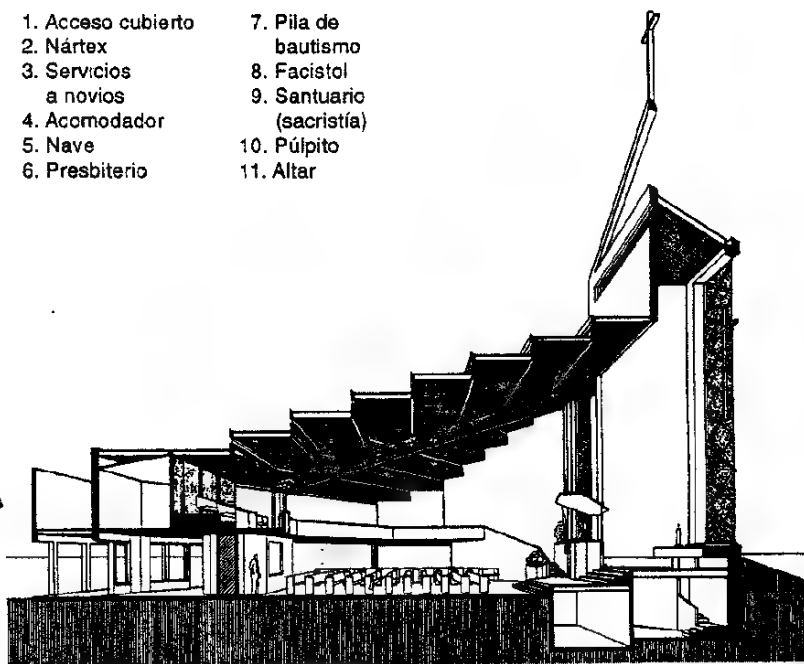 1. Acceso cubierto
2. Nártex
3. Servicios
a novios
4. Acomodador
5. Nave
6. Presbiterio
7. Pila de
bautismo
8. Facistol
9. Santuario
(sacristía)
10. Púlpito
11. Altar